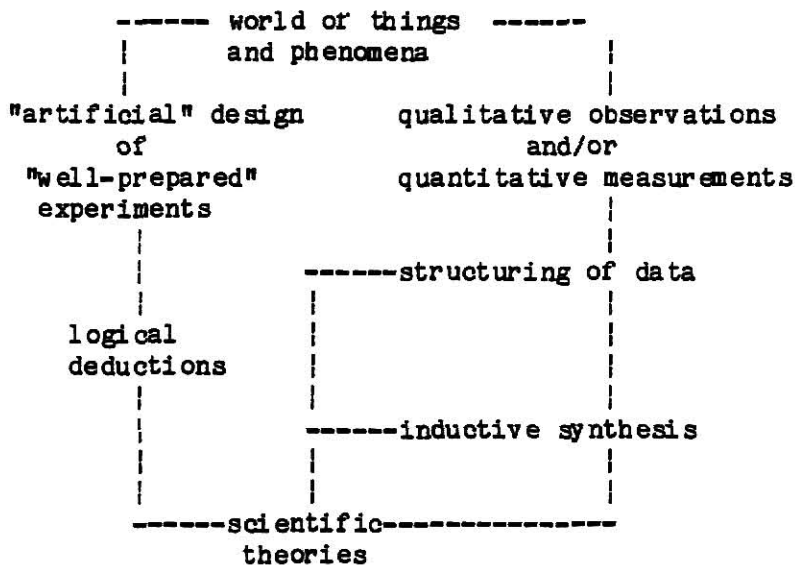 world of things
and phenomena
"artificial" design
of
"well-prepared"
experiments
qualitative observations
and/or
quantitative measurements
structuring of data
logical
deductions
inductive synthesis
scientific
theories